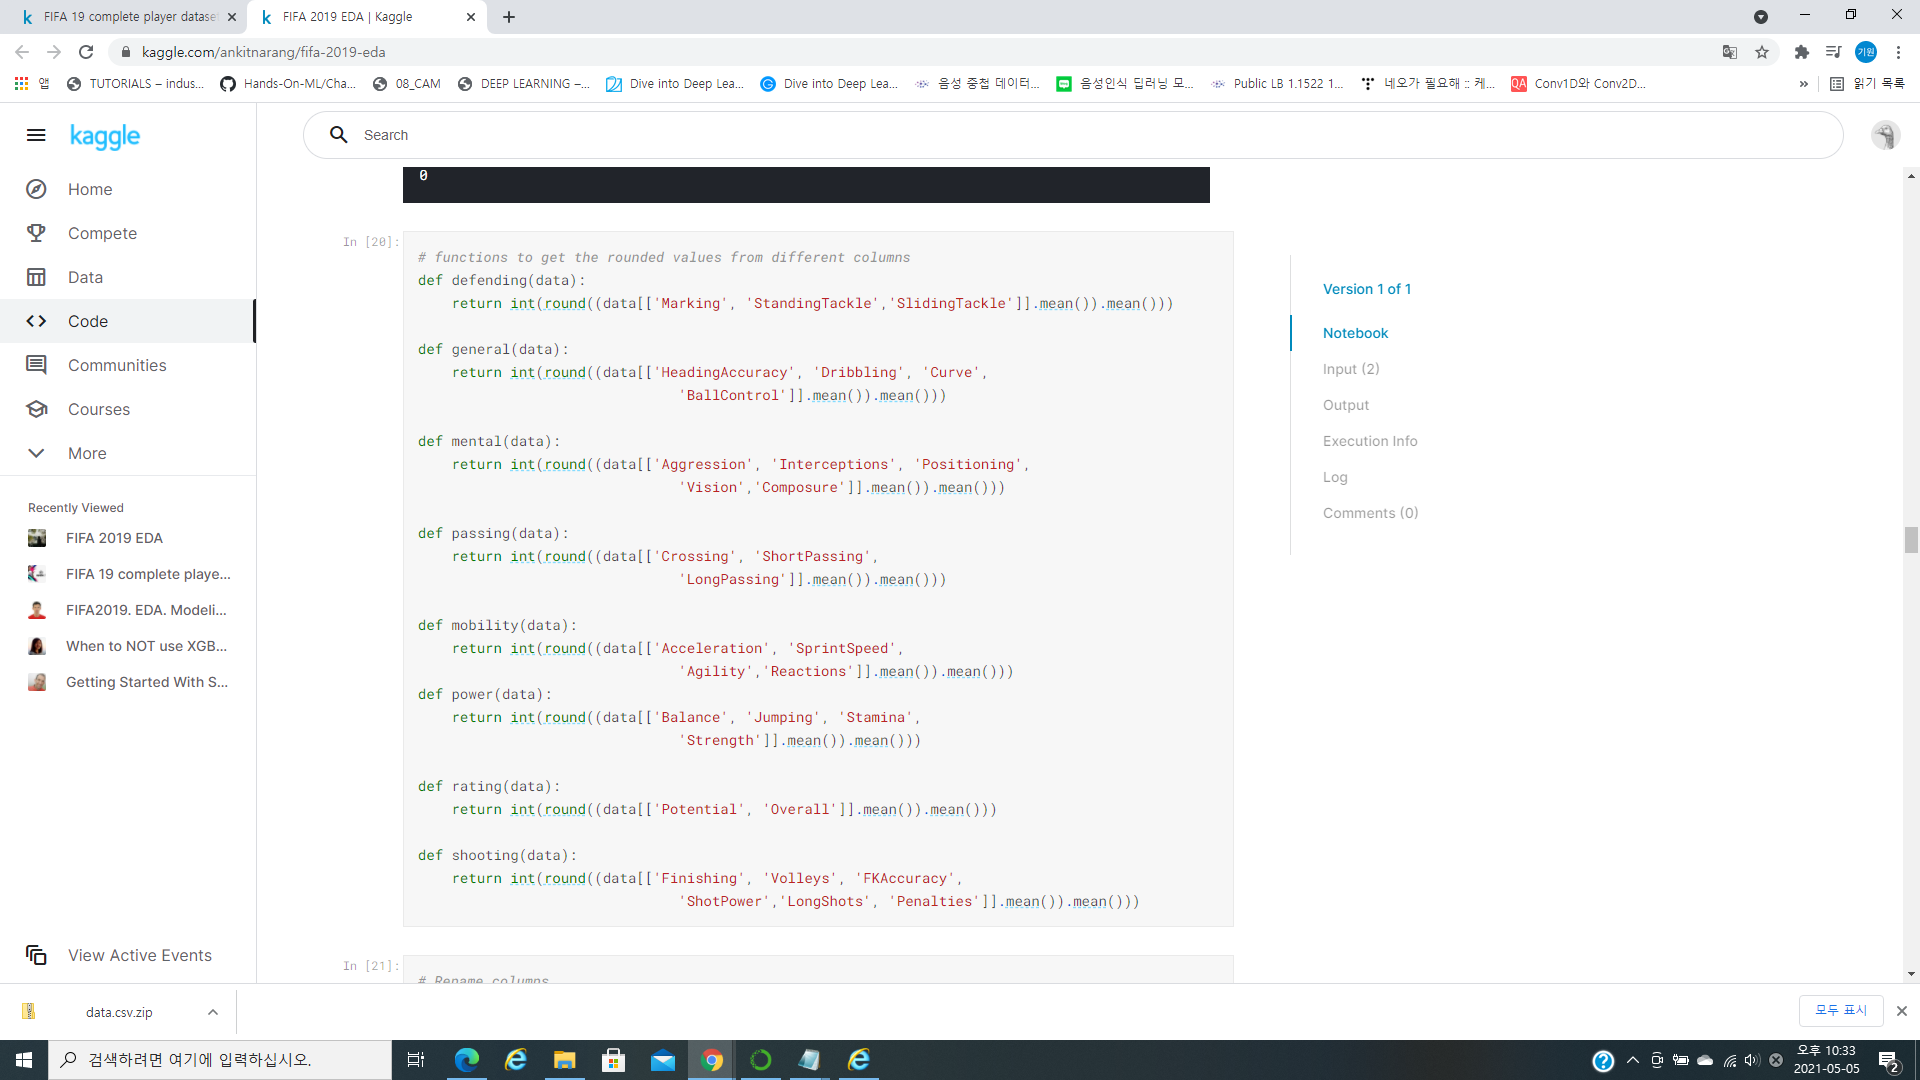 FIFA 19 complete player dataset
FIFA 2019 EDA | Kaggle
kaggle.com/ankitnarang/fifa-2019-eda
기원
앱
TUTORIALS – indus...
Hands-On-ML/Cha...
08_CAM
DEEP LEARNING –...
Dive into Deep Lea...
Dive into Deep Lea...
음성 중첩 데이터...
음성인식 딥러닝 모...
Public LB 1.1522 1...
네오가 필요해 :: 케...
QA
Conv1D와 Conv2D...
»
읽기 목록
kaggle
Search
Home
Compete
Data
Code
Communities
Courses
More
Recently Viewed
FIFA 2019 EDA
FIFA 19 complete playe...
FIFA2019. EDA. Modeli...
When to NOT use XGB...
Getting Started With S...
View Active Events
0
In [20]:
# functions to get the rounded values from different columns
def defending(data):
    return int(round((data[['Marking', 'StandingTackle','SlidingTackle']].mean()).mean()))
def general(data):
    return int(round((data[['HeadingAccuracy', 'Dribbling', 'Curve',
                               'BallControl']].mean()).mean()))
def mental(data):
    return int(round((data[['Aggression', 'Interceptions', 'Positioning',
                               'Vision','Composure']].mean()).mean()))
def passing(data):
    return int(round((data[['Crossing', 'ShortPassing',
                               'LongPassing']].mean()).mean()))
def mobility(data):
    return int(round((data[['Acceleration', 'SprintSpeed',
                               'Agility','Reactions']].mean()).mean()))
def power(data):
    return int(round((data[['Balance', 'Jumping', 'Stamina',
                               'Strength']].mean()).mean()))
def rating(data):
    return int(round((data[['Potential', 'Overall']].mean()).mean()))
def shooting(data):
    return int(round((data[['Finishing', 'Volleys', 'FKAccuracy',
                               'ShotPower','LongShots', 'Penalties']].mean()).mean()))
In [21]:
# Rename columns
Version 1 of 1
Notebook
Input (2)
Output
Execution Info
Log
Comments (0)
data.csv.zip
모두 표시
검색하려면 여기에 입력하십시오.
오후 10:33
2021-05-05
2